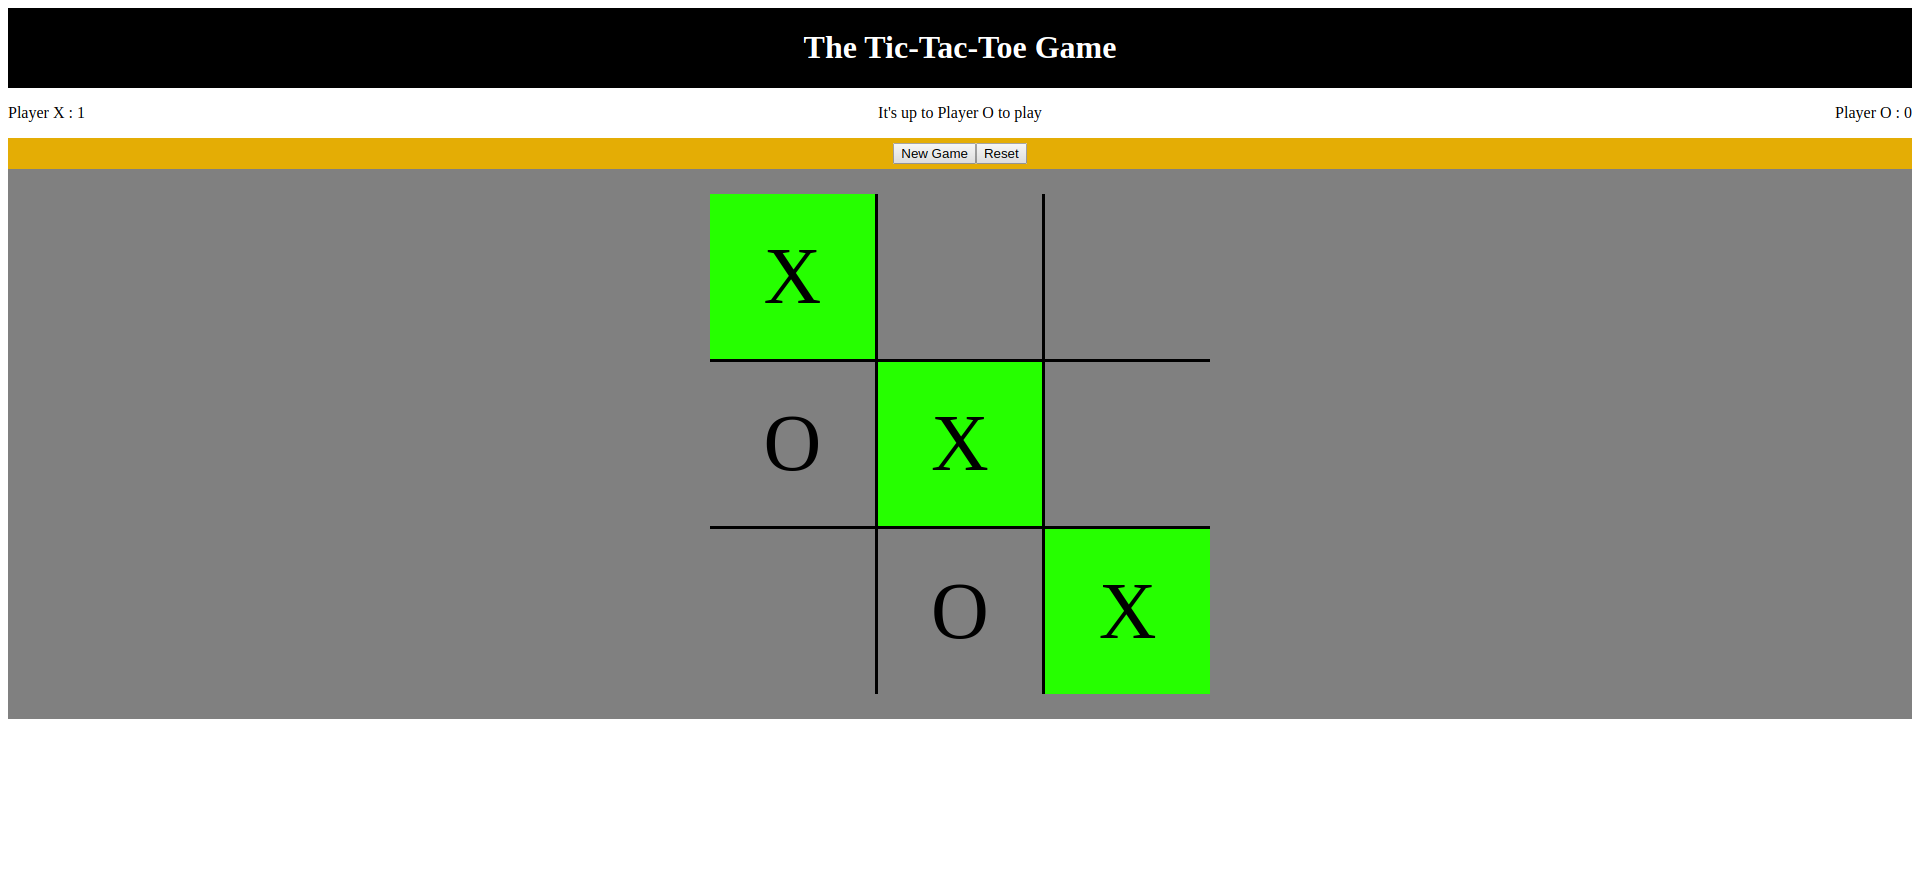 The Tic-Tac-Toe Game
Player X : 1 It's up to Player O to play Player O : 0
New Game Reset
X
O X
O X